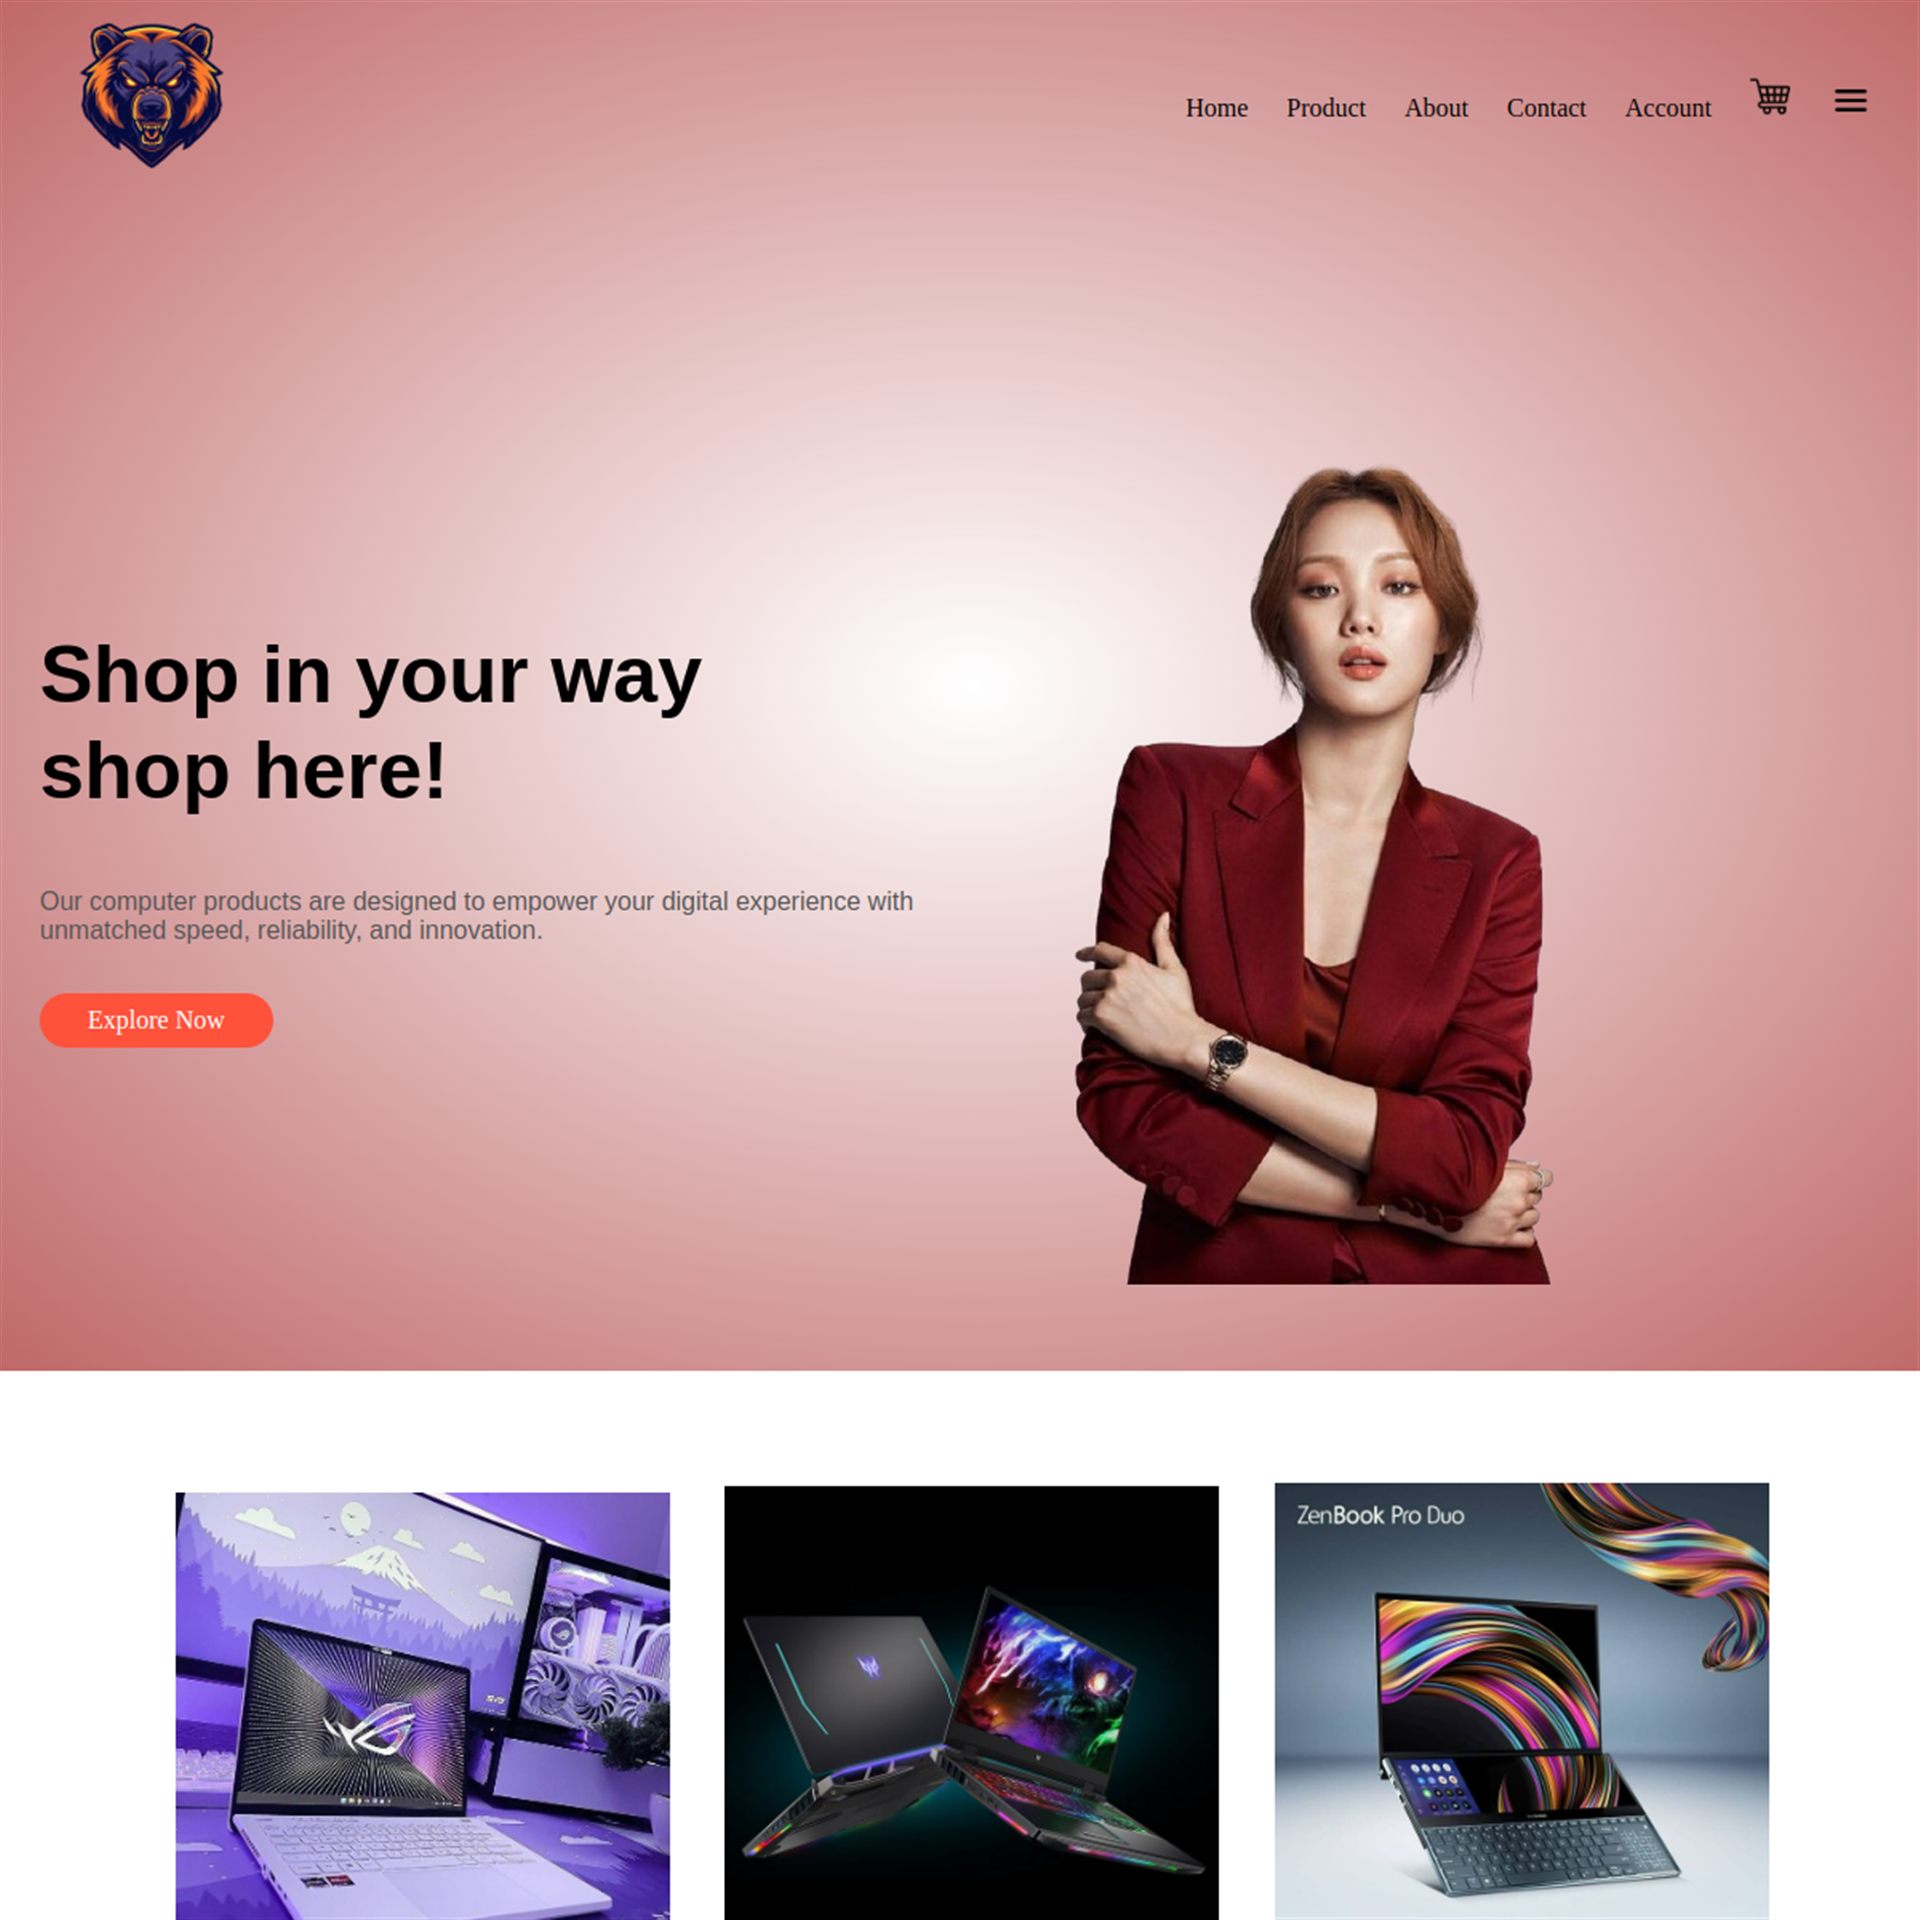 Home Product About Contact Account
Shop in your way
shop here!
Our computer products are designed to empower your digital experience with
unmatched speed, reliability, and innovation.
Explore Now
ZenBook Pro Duo